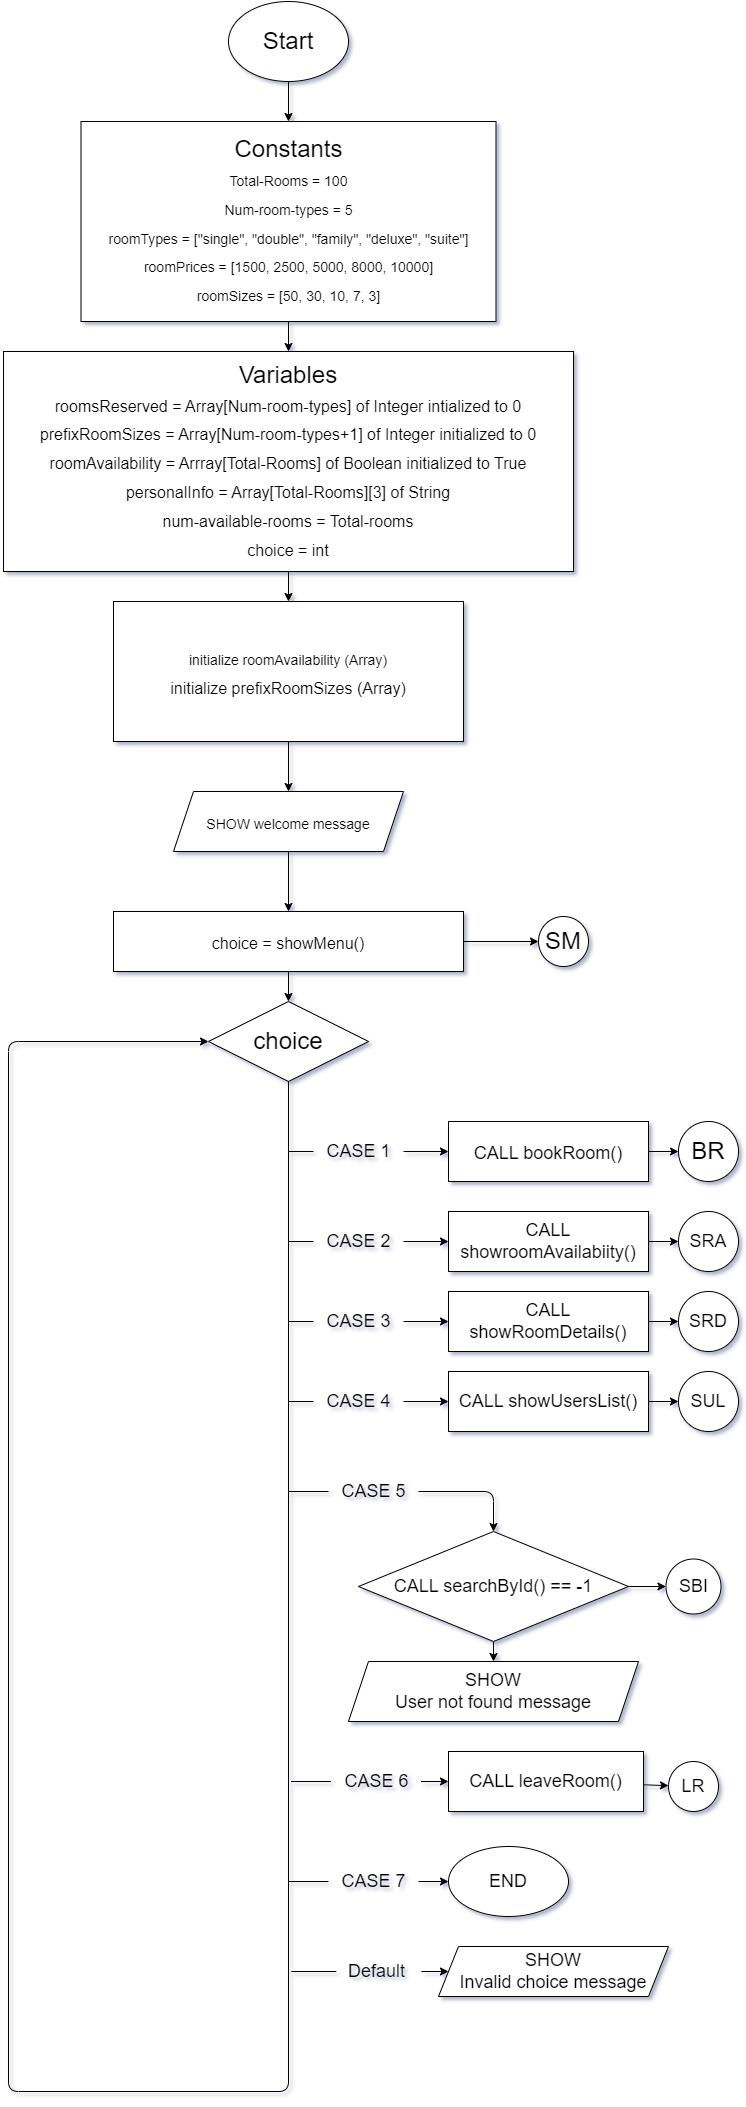 Start
Constants
Total-Rooms = 100
Num-room-types = 5
roomTypes = ["single", "double", "family", "deluxe", "suite"]
roomPrices = [1500, 2500, 5000, 8000, 10000]
roomSizes = [50, 30, 10, 7, 3]
Variables
roomsReserved = Array[Num-room-types] of Integer intialized to 0
prefixRoomSizes = Array[Num-room-types+1] of Integer initialized to 0
roomAvailability = Arrray[Total-Rooms] of Boolean initialized to True
personalInfo = Array[Total-Rooms][3] of String
num-available-rooms = Total-rooms
choice = int
initialize roomAvailability (Array)
initialize prefixRoomSizes (Array)
SHOW welcome message
choice = showMenu()
SM
choice
CASE 1
CALL bookRoom()
BR
CASE 2
CALL
showroomAvailabiity()
SRA
CASE 3
CALL
showRoomDetails()
SRD
CASE 4
CALL showUsersList()
SUL
CASE 5
CALL searchById() == -1
SBI
SHOW
User not found message
CASE 6
CALL leaveRoom()
LR
CASE 7
END
Default
SHOW
Invalid choice message